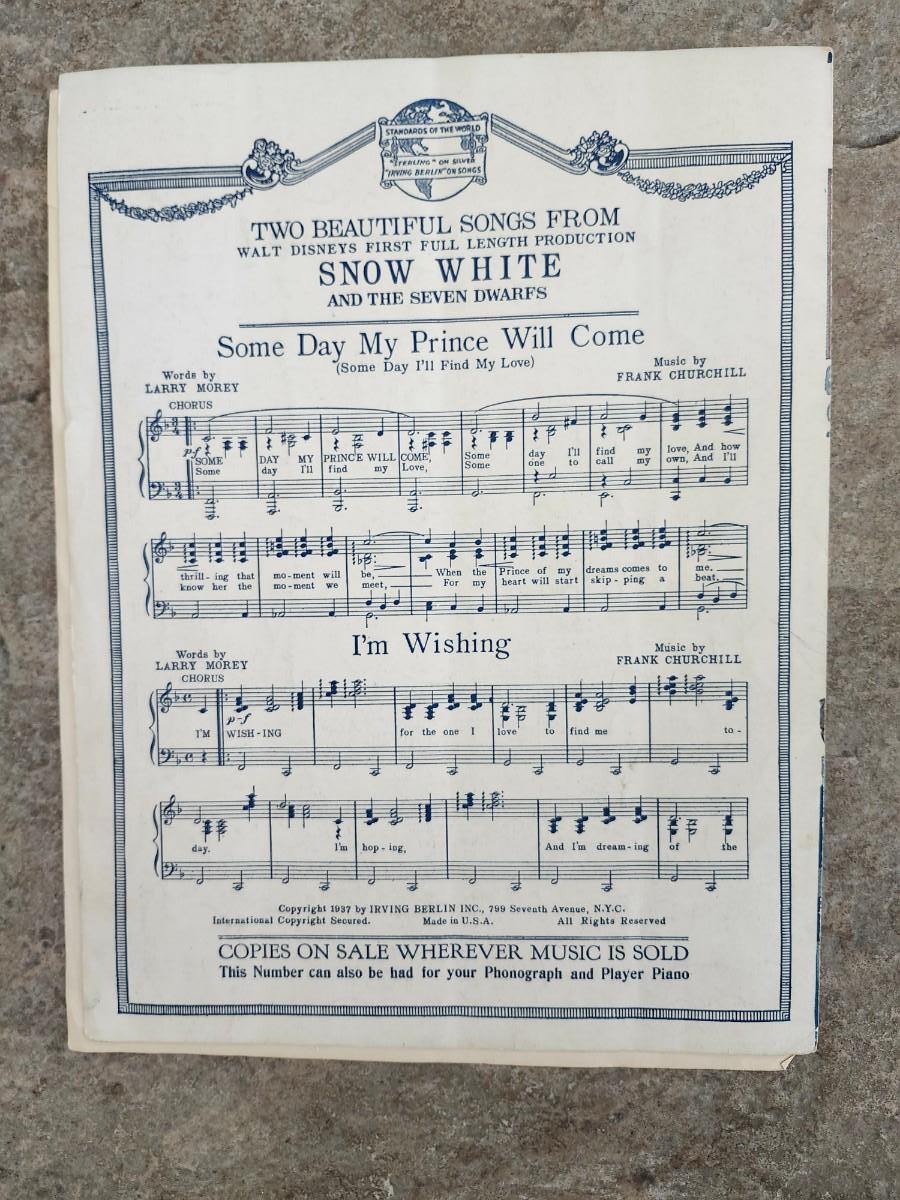 STANDARDS OF THE WORLD
"STERLING" ON SILVER
"IRVING BERLIN" ON SONGS
TWO BEAUTIFUL SONGS FROM
WALT DISNEYS FIRST FULL LENGTH PRODUCTION
SNOW WHITE
AND THE SEVEN DWARFS
Some Day My Prince Will Come
(Some Day I'll Find My Love)
Words by
LARRY MOREY
Music by
FRANK CHURCHILL
CHORUS
pf
SOME DAY MY PRINCE WILL COME, Some day I'll find my love, And how
Some day I'll find my Love, Some one to call my own, And I'll
thrill-ing that mo-ment will be, When the Prince of my dreams comes to me.
know her the mo-ment we meet, For my heart will start skip-ping a beat.
I'm Wishing
Words by
LARRY MOREY
Music by
FRANK CHURCHILL
CHORUS
p-f
I'M WISH-ING for the one I love to find me to-
day. I'm hop-ing, And I'm dream-ing of the
Copyright 1937 by IRVING BERLIN INC., 799 Seventh Avenue, N.Y.C.
International Copyright Secured. Made in U.S.A. All Rights Reserved
COPIES ON SALE WHEREVER MUSIC IS SOLD
This Number can also be had for your Phonograph and Player Piano